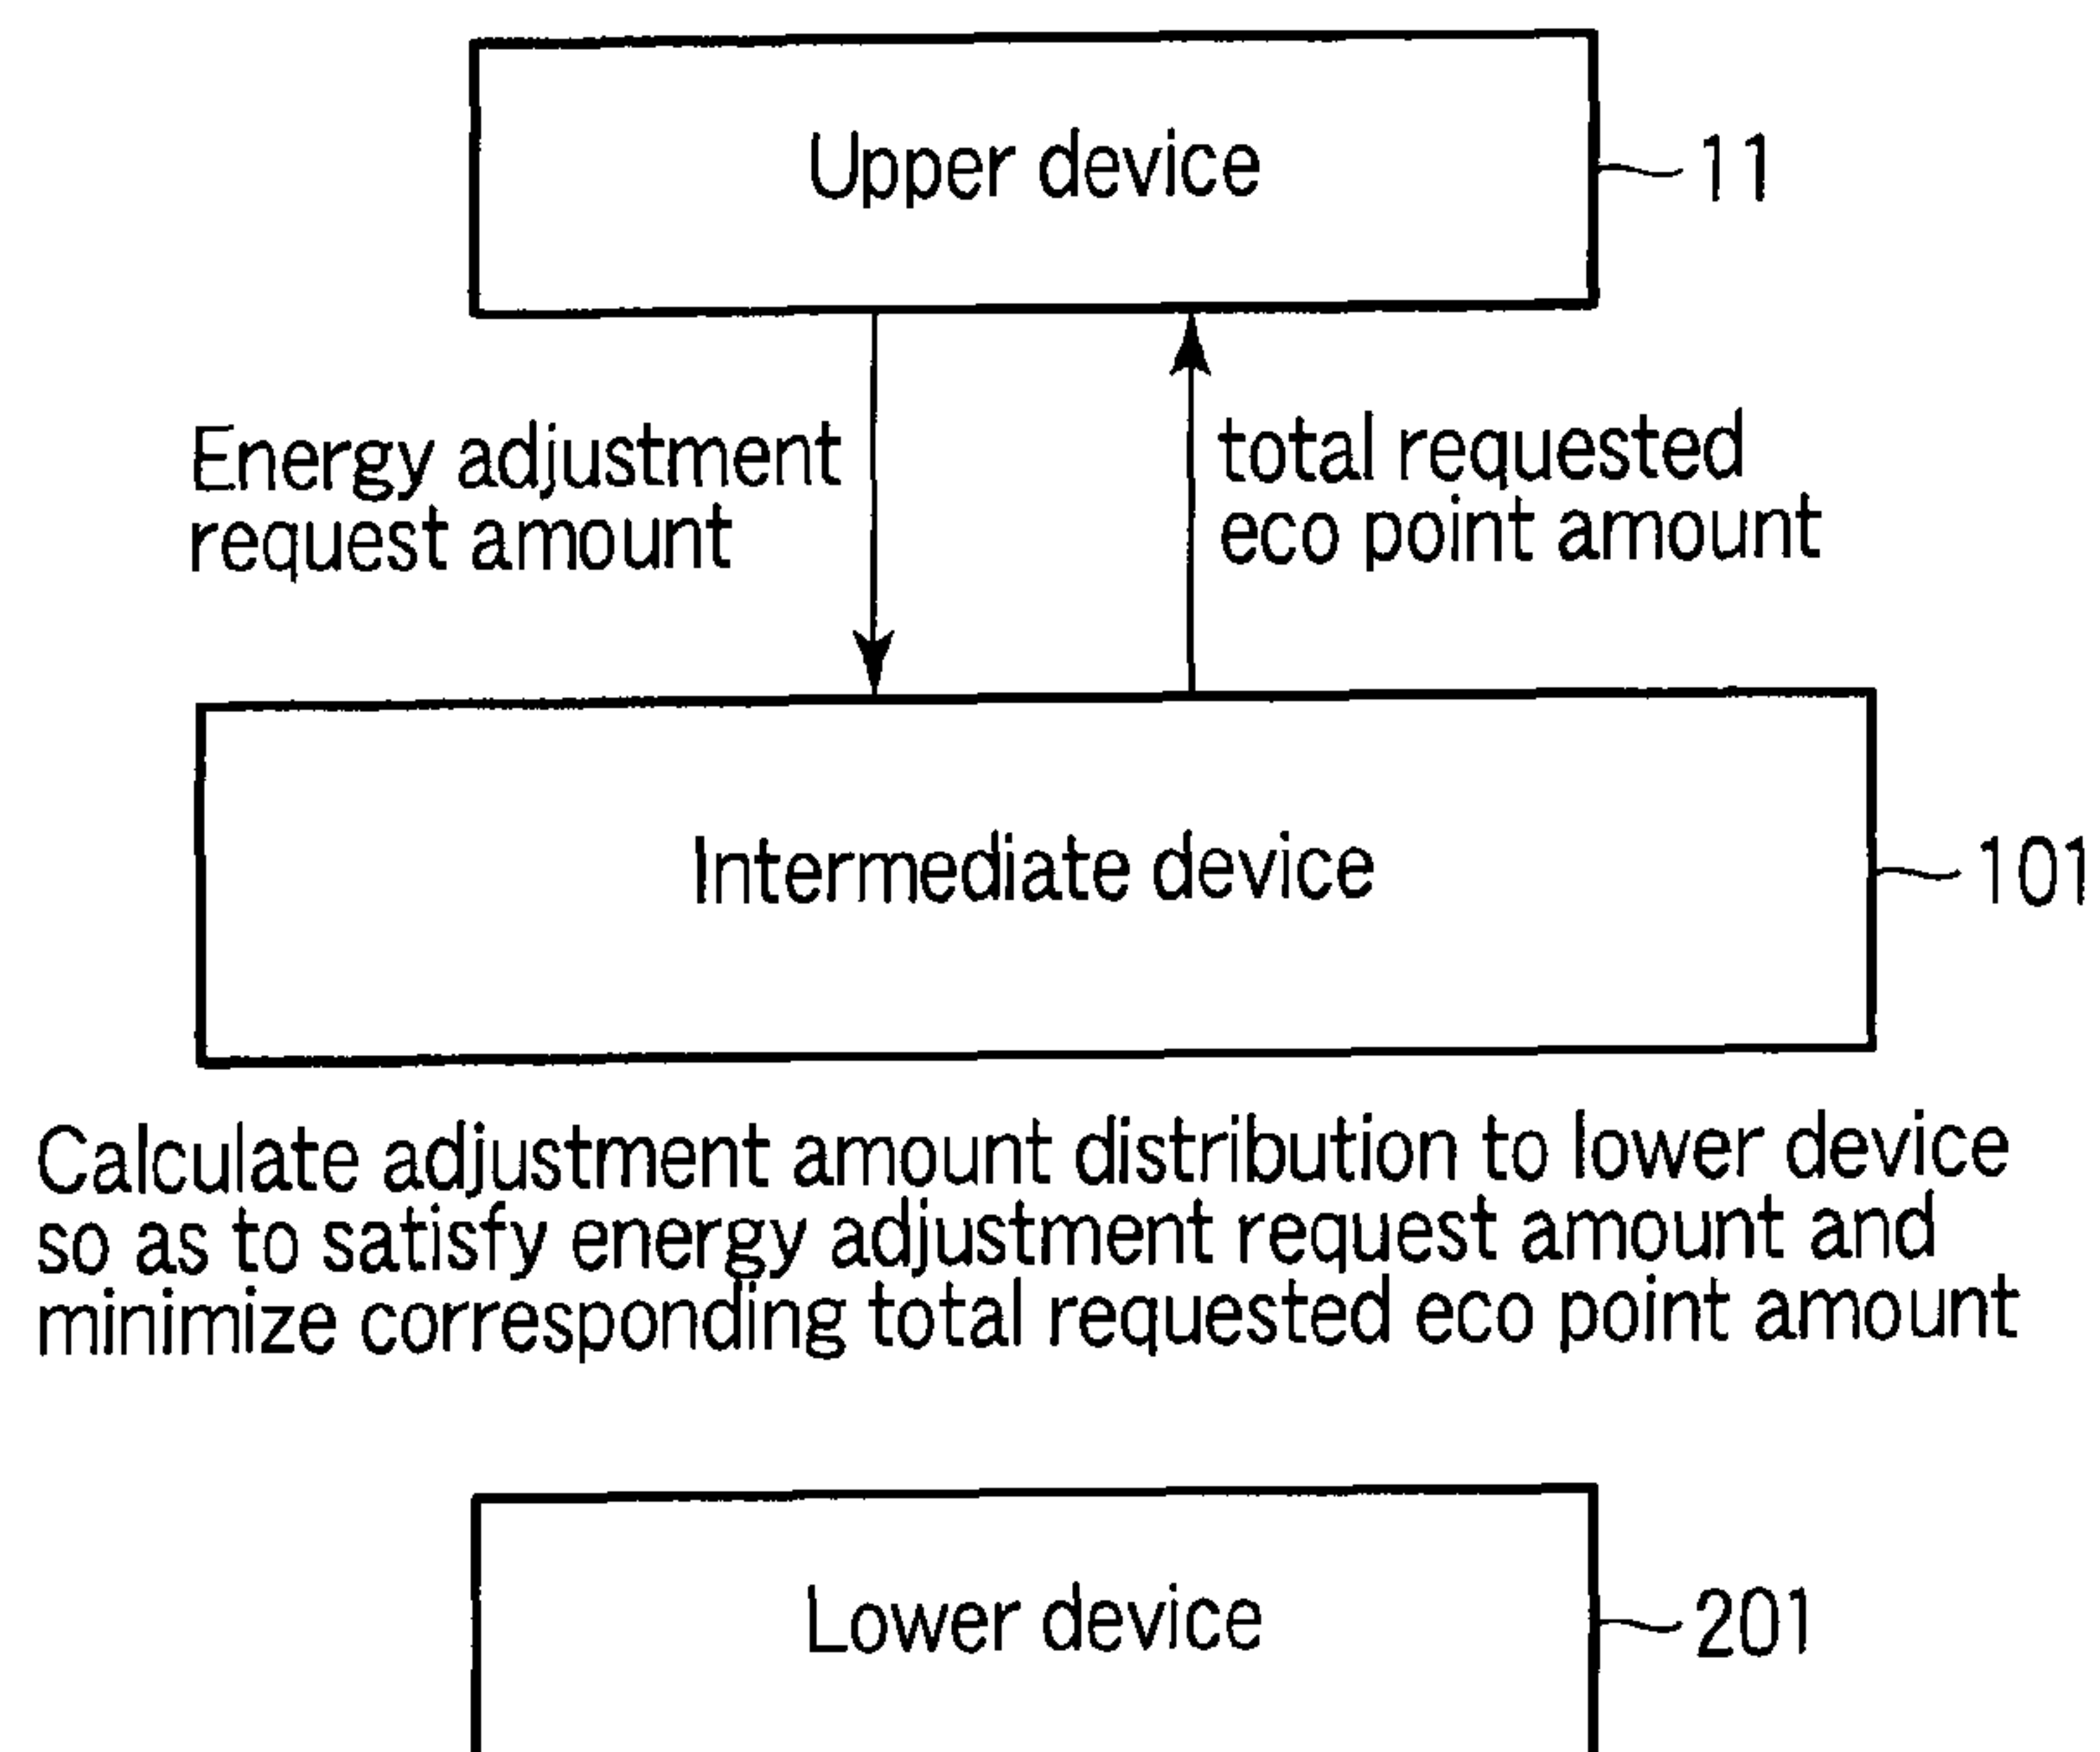 Upper device
11
Energy adjustment
request amount
total requested
eco point amount
Intermediate device
101
Calculate adjustment amount distribution to lower device
so as to satisfy energy adjustment request amount and
minimize corresponding total requested eco point amount
Lower device
201